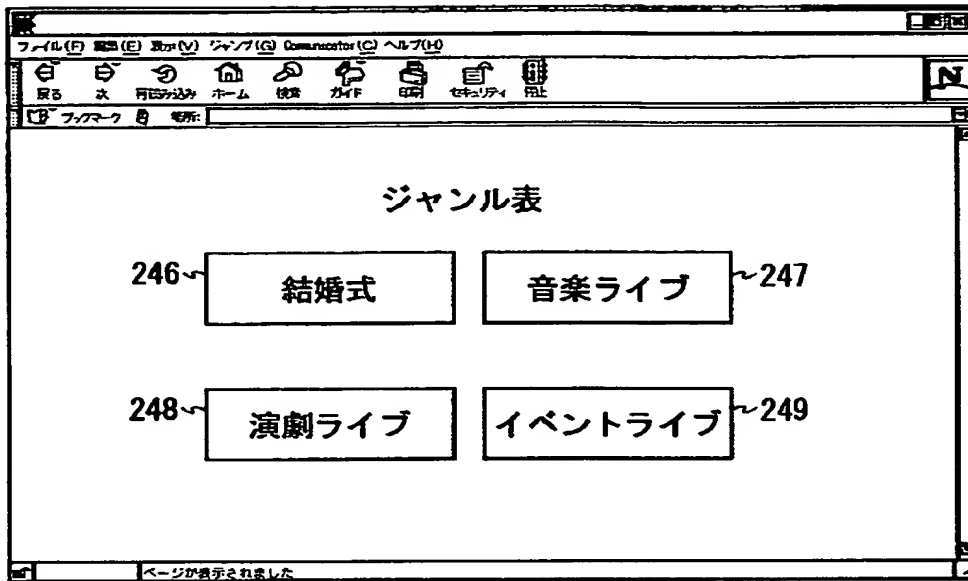 ファイル(F) 編集(E) 表示(V) ジャンプ(G) Communicator(C) ヘルプ(H)
戻る 次 再読み込み ホーム 検索 ガイド 印刷 セキュリティ 停止 N
ブックマーク 場所:
ジャンル表
246 結婚式 音楽ライブ 247
248 演劇ライブ イベントライブ 249
ページが表示されました